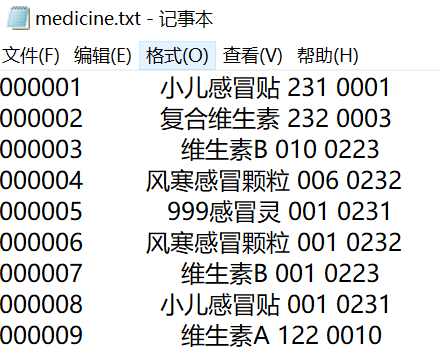 medicine.txt - 记事本
文件(F) 编辑(E) 格式(O) 查看(V) 帮助(H)
000001 小儿感冒贴 231 0001
000002 复合维生素 232 0003
000003 维生素B 010 0223
000004 风寒感冒颗粒 006 0232
000005 999感冒灵 001 0231
000006 风寒感冒颗粒 001 0232
000007 维生素B 001 0223
000008 小儿感冒贴 001 0231
000009 维生素A 122 0010